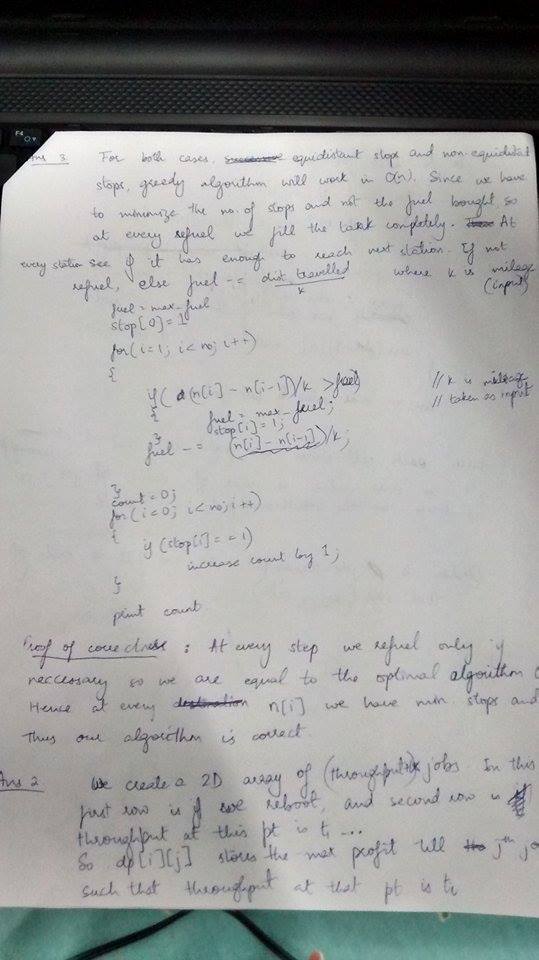 F4
Ans 3. For both cases, equidistant stops and non-equidistant
stops, greedy algorithm will work in O(n). Since we have
to minimize the no. of stops and not the fuel bought, so
at every refuel we fill the tank completely. At
every station see if it has enough to reach next station. If not
refuel, else fuel -= dist travelled / k where k is mileage
(input)
fuel = max_fuel
stop[0] = 1
for(i=1; i<no; i++)
{
if( (n[i] - n[i-1])/k > fuel) // k is mileage
{ fuel = max_fuel; // taken as input
stop[i] = 1;
}
fuel -= (n[i] - n[i-1])/k;
}
count = 0;
for(i=0; i<no; i++)
{
if (stop[i] == 1)
increase count by 1;
}
print count
Proof of correctness : At every step we refuel only if
neccessary so we are equal to the optimal algorithm
Hence at every n[i] we have min. stops and
Thus our algorithm is correct.
Ans 2. We create a 2D array of jobs. In this
first row is if we reboot, and second row is
throughput at this pt is t1 ...
So dp[i][j] stores the max profit till jth
such that throughput at that pt is ti